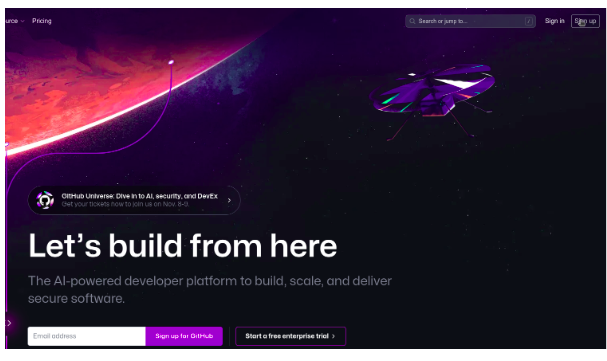 urce Pricing
Search or jump to... /
Sign in
Sign up
GitHub Universe: Dive in to AI, security, and DevEx
Get your tickets now to join us on Nov. 8-9.
Let's build from here
The AI-powered developer platform to build, scale, and deliver
secure software.
Email address
Sign up for GitHub
Start a free enterprise trial >